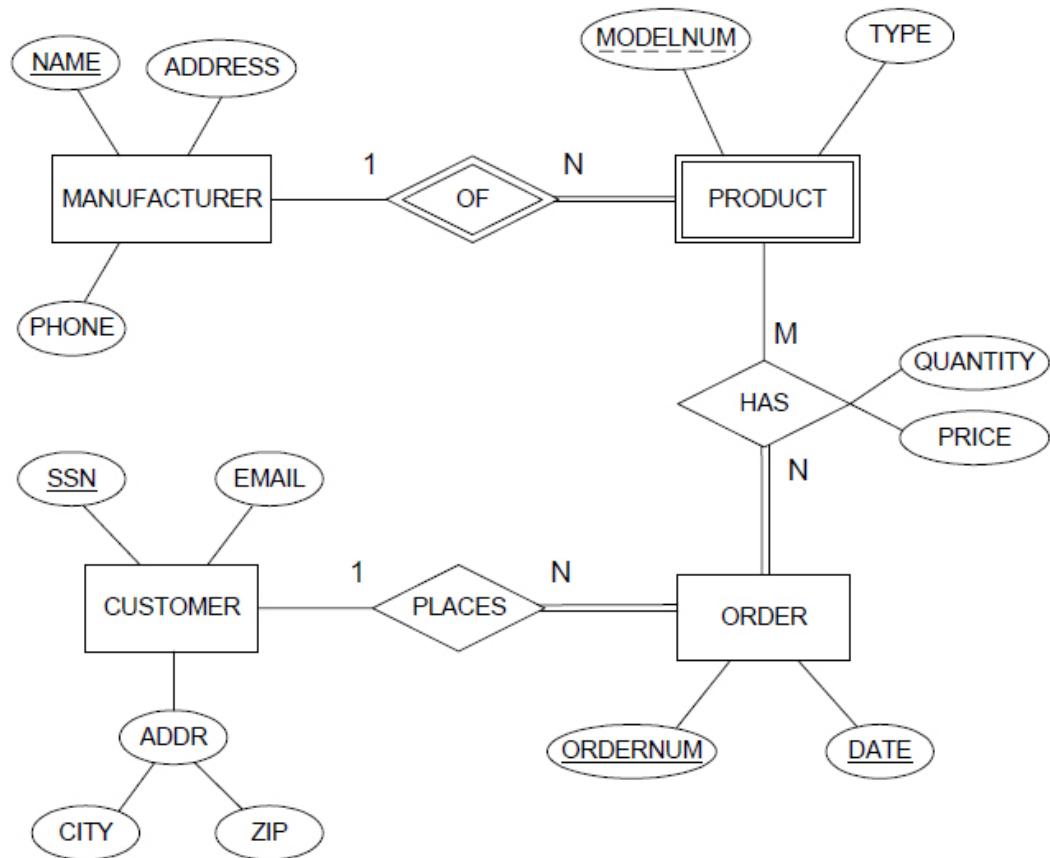 NAME
ADDRESS
MODELNUM
TYPE
MANUFACTURER
1
OF
N
PRODUCT
PHONE
M
QUANTITY
HAS
PRICE
N
SSN
EMAIL
CUSTOMER
1
PLACES
N
ORDER
ADDR
ORDERNUM
DATE
CITY
ZIP